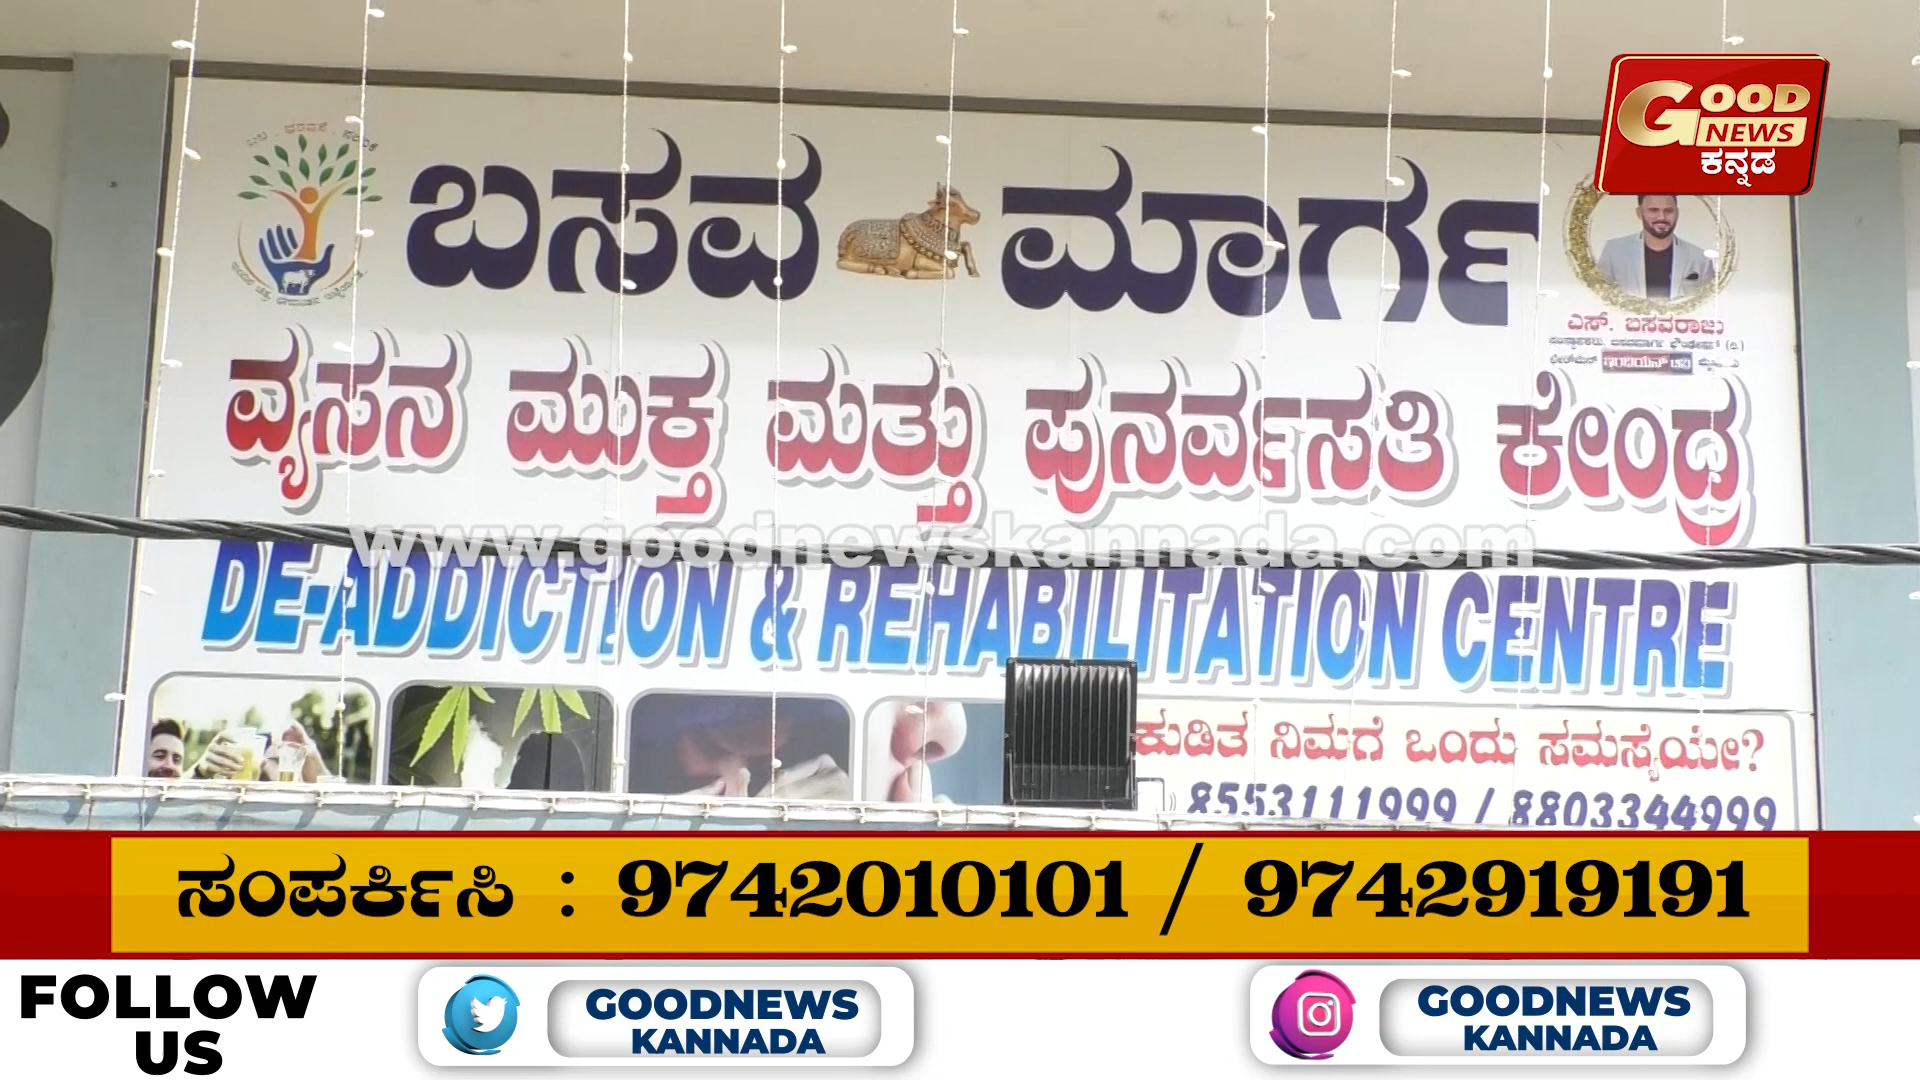 GOOD
NEWS
ಕನ್ನಡ
ಬಸವ ಮಾರ್ಗ
ಎಸ್. ಬಸವರಾಜು
ವ್ಯಸನ ಮುಕ್ತ ಮತ್ತು ಪುನರ್ವಸತಿ ಕೇಂದ್ರ
www.goodnewskannada.com
DE-ADDICTION & REHABILITATION CENTRE
ಕುಡಿತ ನಿಮಗೆ ಒಂದು ಸಮಸ್ಯೆಯೇ?
8553111999 / 8803344999
ಸಂಪರ್ಕಿಸಿ : 9742010101 / 9742919191
FOLLOW
US
GOODNEWS
KANNADA
GOODNEWS
KANNADA